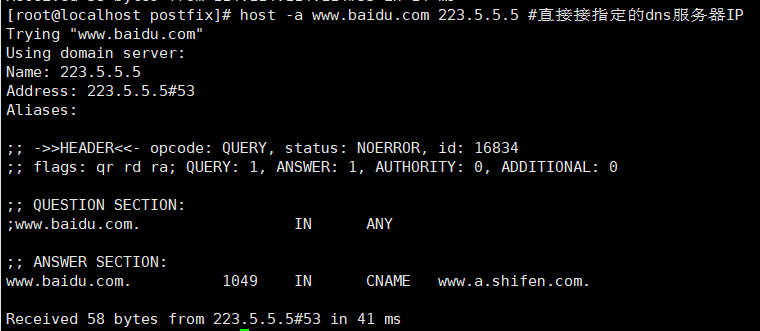 [root@localhost postfix]# host -a www.baidu.com 223.5.5.5 #直接接指定的dns服务器IP
Trying "www.baidu.com"
Using domain server:
Name: 223.5.5.5
Address: 223.5.5.5#53
Aliases:
;; ->>HEADER<<- opcode: QUERY, status: NOERROR, id: 16834
;; flags: qr rd ra; QUERY: 1, ANSWER: 1, AUTHORITY: 0, ADDITIONAL: 0
;; QUESTION SECTION:
;www.baidu.com. IN ANY
;; ANSWER SECTION:
www.baidu.com. 1049 IN CNAME www.a.shifen.com.
Received 58 bytes from 223.5.5.5#53 in 41 ms